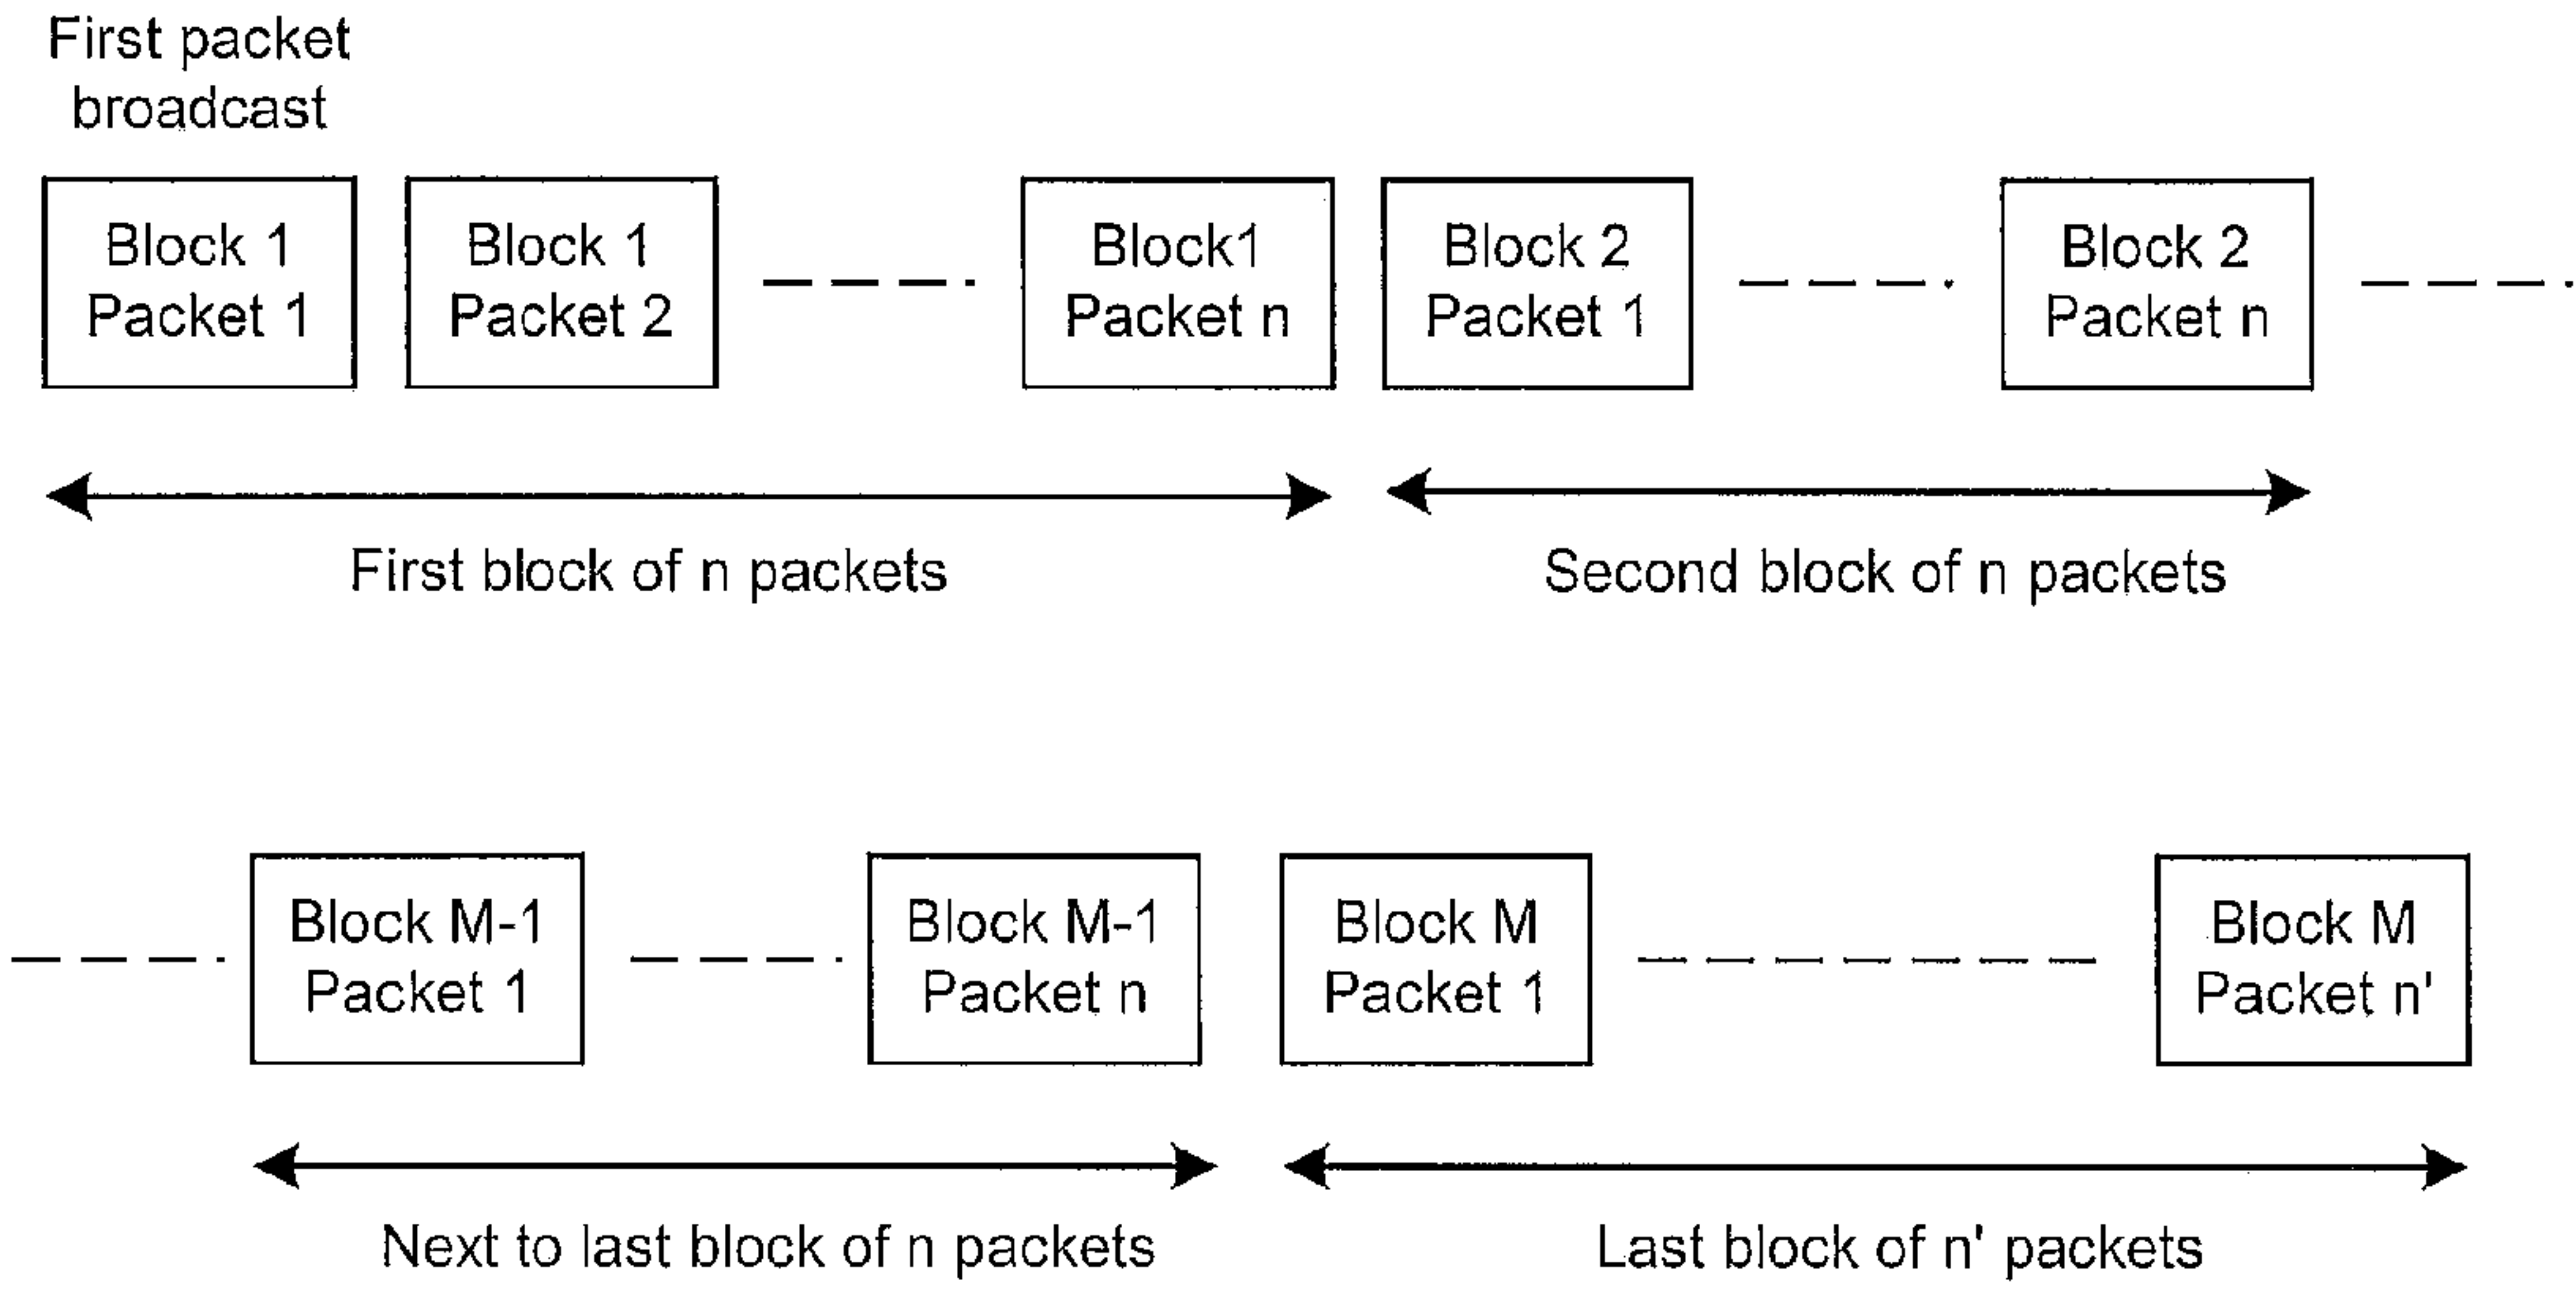 First packet
broadcast
Block 1
Packet 1
Block 1
Packet 2
Block1
Packet n
Block 2
Packet 1
Block 2
Packet n
First block of n packets
Second block of n packets
Block M-1
Packet 1
Block M-1
Packet n
Block M
Packet 1
Block M
Packet n'
Next to last block of n packets
Last block of n' packets